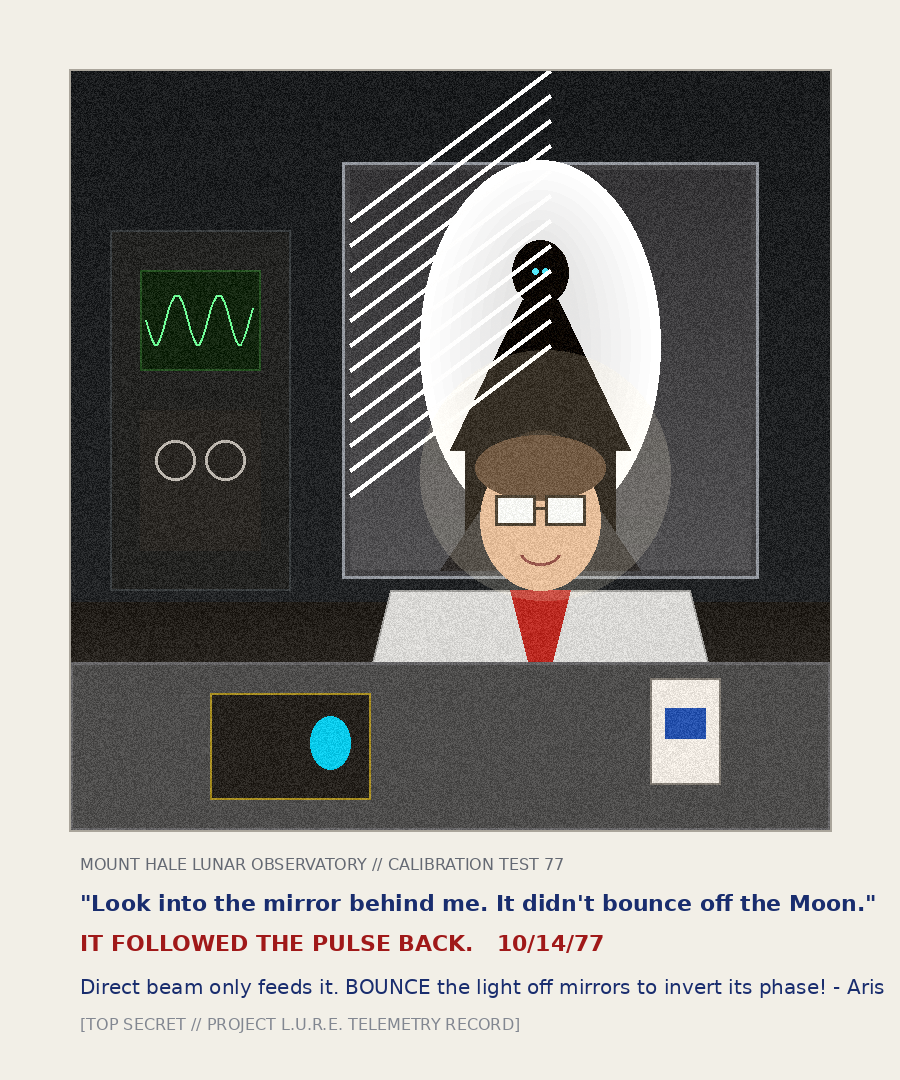 MOUNT HALE LUNAR OBSERVATORY // CALIBRATION TEST 77
"Look into the mirror behind me. It didn't bounce off the Moon."
IT FOLLOWED THE PULSE BACK. 10/14/77
Direct beam only feeds it. BOUNCE the light off mirrors to invert its phase! - Aris
[TOP SECRET // PROJECT L.U.R.E. TELEMETRY RECORD]